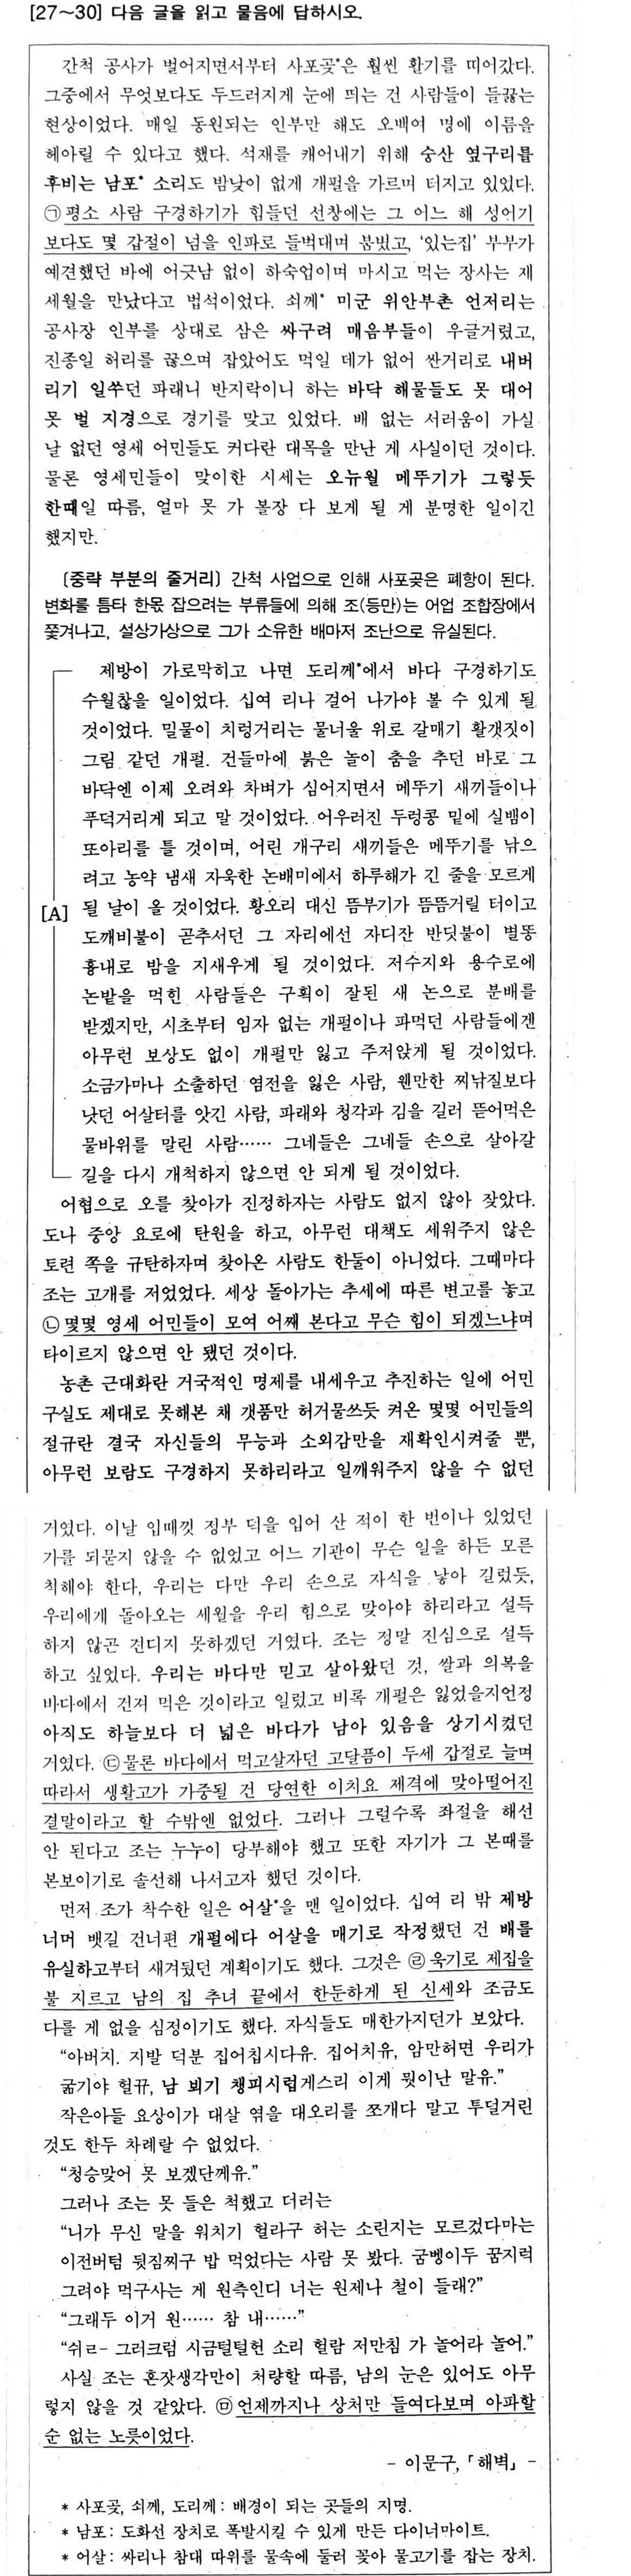 [27～30] 다음 글을 읽고 물음에 답하시오.
간척 공사가 벌어지면서부터 사포곶*은 훨씬 활기를 띠어갔다.
그중에서 무엇보다도 두드러지게 눈에 띄는 건 사람들이 들끓는
현상이었다. 매일 동원되는 인부만 해도 오백여 명에 이름을
헤아릴 수 있다고 했다. 석재를 캐어내기 위해 숭산 옆구리를
후비는 남포* 소리도 밤낮이 없게 개펄을 가르며 터지고 있었다.
㉠평소 사람 구경하기가 힘들던 선창에는 그 어느 해 성어기
보다도 몇 갑절이 넘을 인파로 들벅대며 붐볐고, ‘있는집’ 부부가
예견했던 바에 어긋남 없이 하숙업이며 마시고 먹는 장사는 제
세월을 만났다고 법석이었다. 쇠께* 미군 위안부촌 언저리는
공사장 인부를 상대로 삼은 싸구려 매음부들이 우글거렸고,
진종일 허리를 끊으며 잡았어도 먹일 데가 없어 싼거리로 내버
리기 일쑤던 파래니 반지락이니 하는 바닷 해물들도 못 대어
못 벌 지경으로 경기를 맞고 있었다. 배 없는 서러움이 가실
날 없던 영세 어민들도 커다란 대목을 만난 게 사실이던 것이다.
물론 영세민들이 맞이한 시세는 오뉴월 메뚜기가 그렇듯
한때일 따름, 얼마 못 가 볼장 다 보게 될 게 분명한 일이긴
했지만.
[중략 부분의 줄거리] 간척 사업으로 인해 사포곶은 폐항이 된다.
변화를 틈타 한몫 잡으려는 부류들에 의해 조(등만)는 어업 조합장에서
쫓겨나고, 설상가상으로 그가 소유한 배마저 조난으로 유실된다.
제방이 가로막히고 나면 도리께*에서 바다 구경하기도
수월찮을 일이었다. 십여 리나 걸어 나가야 볼 수 있게 될
것이었다. 밀물이 치렁거리는 물너울 위로 갈매기 활갯짓이
그림 같던 개펄. 건들마에 붉은 놀이 춤을 추던 바로 그
바닥엔 이제 오려와 차벼가 심어지면서 메뚜기 새끼들이나
푸덕거리게 되고 말 것이었다. 어우러진 두렁콩 밑에 실뱀이
또아리를 틀 것이며, 어린 개구리 새끼들은 메뚜기를 낚으
려고 농약 냄새 자욱한 논배미에서 하루해가 긴 줄을 모르게
[A] 될 날이 올 것이었다. 황오리 대신 뜸부기가 뜸뜸거릴 터이고
도깨비불이 곧추서던 그 자리에선 자디잔 반딧불이 별똥
흉내로 밤을 지새우게 될 것이었다. 저수지와 용수로에
논밭을 먹힌 사람들은 구획이 잘된 새 논으로 분배를
받겠지만, 시초부터 임자 없는 개펄이나 파먹던 사람들에겐
아무런 보상도 없이 개펄만 잃고 주저앉게 될 것이었다.
소금가마나 소출하던 염전을 잃은 사람, 웬만한 찌낚질보다
낫던 어살터를 앗긴 사람, 파래와 청각과 김을 길러 뜯어먹은
물바위를 말린 사람…… 그네들은 그네들 손으로 살아갈
길을 다시 개척하지 않으면 안 되게 될 것이었다.
어협으로 오를 찾아가 진정하자는 사람도 없지 않아 잦았다.
도나 중앙 요로에 탄원을 하고, 아무런 대책도 세워주지 않은
토련 쪽을 규탄하자며 찾아온 사람도 한둘이 아니었다. 그때마다
조는 고개를 저었었다. 세상 돌아가는 추세에 따른 변고를 놓고
㉡몇몇 영세 어민들이 모여 어째 본다고 무슨 힘이 되겠느냐며
타이르지 않으면 안 됐던 것이다.
농촌 근대화란 거국적인 명제를 내세우고 추진하는 일에 어민
구실도 제대로 못해본 채 갯품만 허거물쓰듯 켜온 몇몇 어민들의
절규란 결국 자신들의 무능과 소외감만을 재확인시켜줄 뿐,
아무런 보람도 구경하지 못하리라고 일깨워주지 않을 수 없던
거였다. 이날 입때껏 정부 덕을 입어 산 적이 한 번이나 있었던
가를 되묻지 않을 수 없었고 어느 기관이 무슨 일을 하든 모른
척해야 한다, 우리는 다만 우리 손으로 자식을 낳아 길렀듯,
우리에게 돌아오는 세월을 우리 힘으로 맞아야 하리라고 설득
하지 않곤 견디지 못하겠던 거였다. 조는 정말 진심으로 설득
하고 싶었다. 우리는 바다만 믿고 살아왔던 것, 쌀과 의복을
바다에서 건져 먹은 것이라고 일렀고 비록 개펄은 잃었을지언정
아직도 하늘보다 더 넓은 바다가 남아 있음을 상기시켰던
거였다. ㉢물론 바다에서 먹고살자던 고달픔이 두세 갑절로 늘며
따라서 생활고가 가중될 건 당연한 이치요 제격에 맞아떨어진
결말이라고 할 수밖엔 없었다. 그러나 그럴수록 좌절을 해선
안 된다고 조는 누누이 당부해야 했고 또한 자기가 그 본때를
본보이기로 솔선해 나서고자 했던 것이다.
먼저 조가 착수한 일은 어살*을 맨 일이었다. 십여 리 밖 제방
너머 뱃길 건너편 개펄에다 어살을 매기로 작정했던 건 배를
유실하고부터 새겨뒀던 계획이기도 했다. 그것은 ㉣욱기로 제집을
불 지르고 남의 집 추녀 끝에서 한둔하게 된 신세와 조금도
다를 게 없을 심정이기도 했다. 자식들도 매한가지던가 보았다.
“아버지. 지발 덕분 집어칩시다유. 집어치유, 암만허면 우리가
굶기야 헐뀨, 남 뵈기 챙피시럽게스리 이게 뭣이난 말유.”
작은아들 요상이가 대살 엮을 대오리를 쪼개다 말고 투덜거린
것도 한두 차례랄 수 없었다.
“청승맞어 못 보겠단께유.”
그러나 조는 못 들은 척했고 더러는
“니가 무신 말을 워치기 헐라구 허는 소린지는 모르겄다마는
이전버텀 뒷짐찌구 밥 먹었다는 사람 못 봤다. 굼벵이두 꿈지럭
그려야 먹구사는 게 원측인디 너는 원제나 철이 들래?”
“그래두 이거 원…… 참 내……”
“쉬ㄹ- 그러크럼 시금털털헌 소리 헐람 저만침 가 놀어라 놀어.”
사실 조는 혼잣생각만이 처량할 따름, 남의 눈은 있어도 아무
렇지 않을 것 같았다. ㉤언제까지나 상처만 들여다보며 아파할
순 없는 노릇이었다.
- 이문구, 「해벽」 -
* 사포곶, 쇠께, 도리께 : 배경이 되는 곳들의 지명.
* 남포 : 도화선 장치로 폭발시킬 수 있게 만든 다이너마이트.
* 어살 : 싸리나 참대 따위를 물속에 둘러 꽂아 물고기를 잡는 장치.